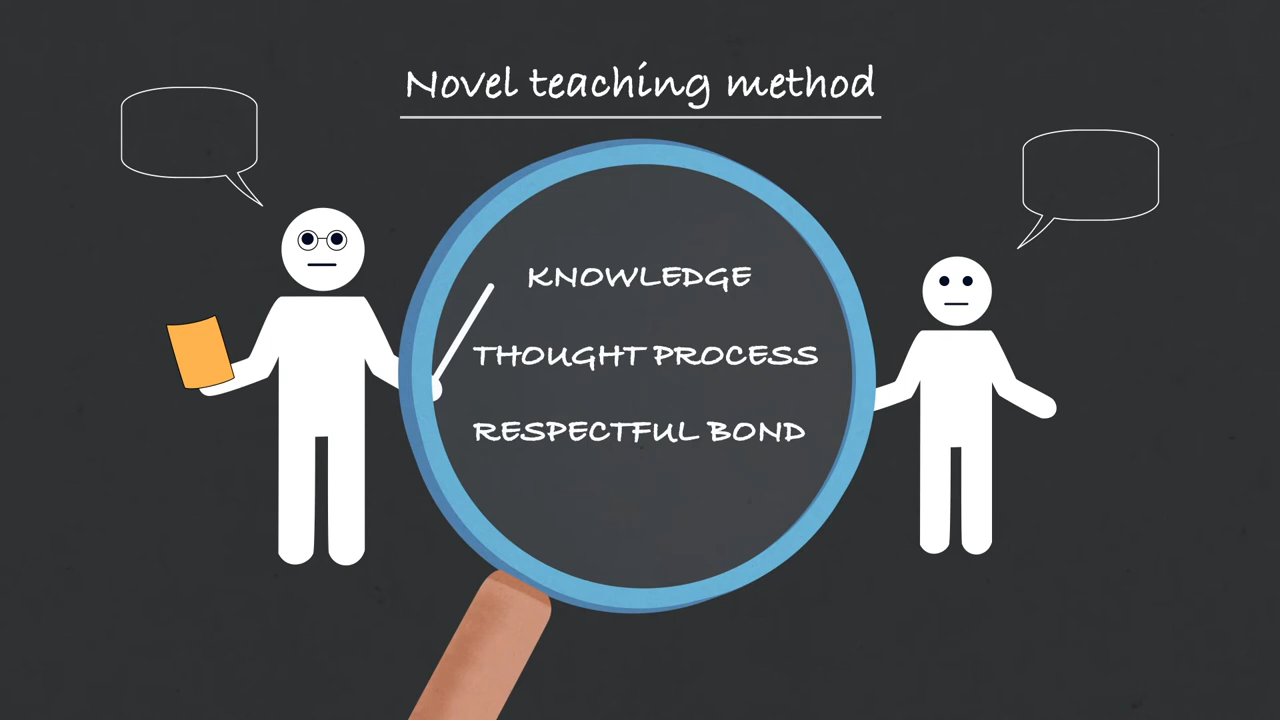 Novel teaching method
KNOWLEDGE
THOUGHT PROCESS
RESPECTFUL BOND